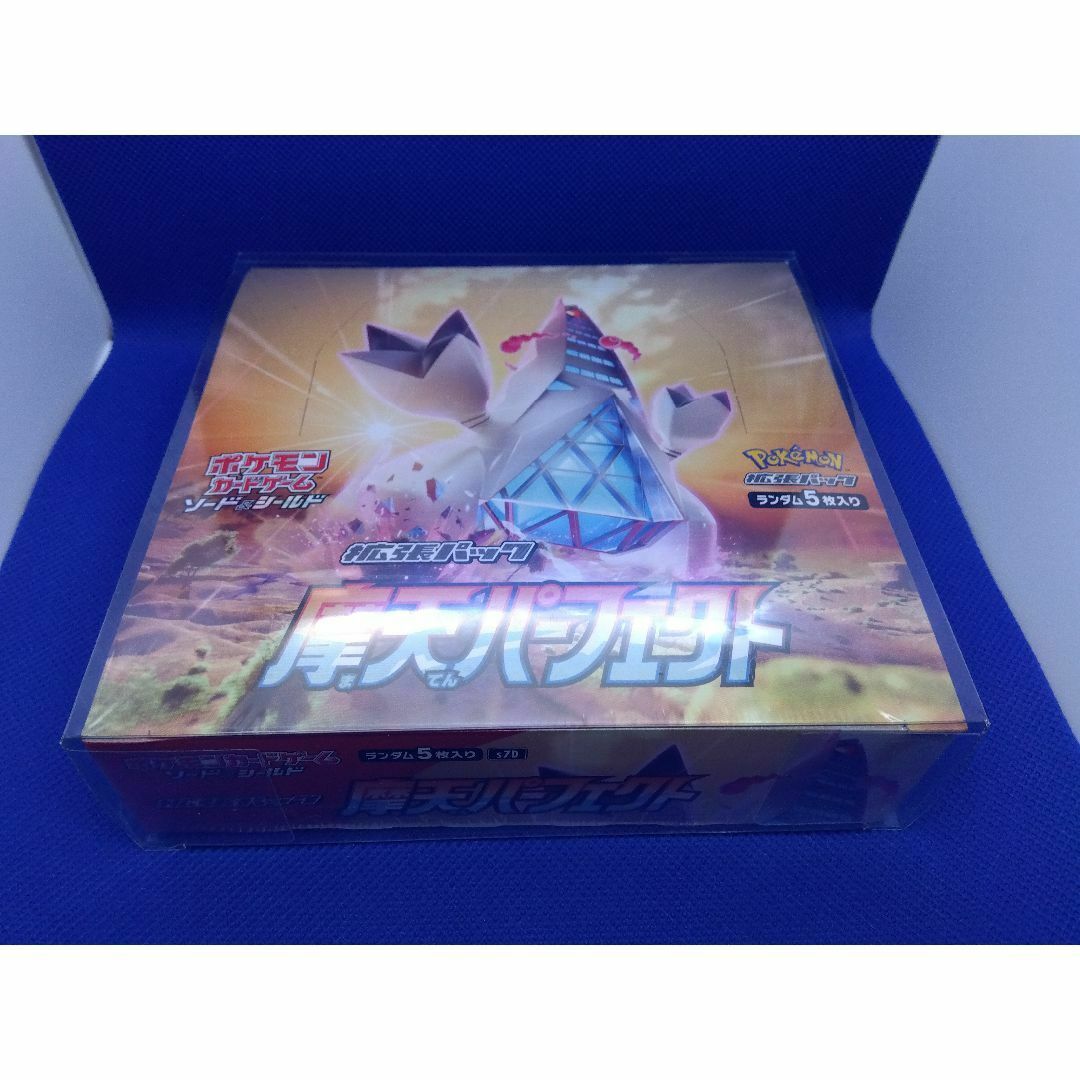 ポケモン
カードゲーム
ソード&シールド
POKÉMON
拡張パック
ランダム5枚入り
拡張パック
摩天パーフェクト
ま てん
ポケモンカードゲーム
ソード&シールド
拡張パック
ランダム5枚入り s7D
摩天パーフェクト